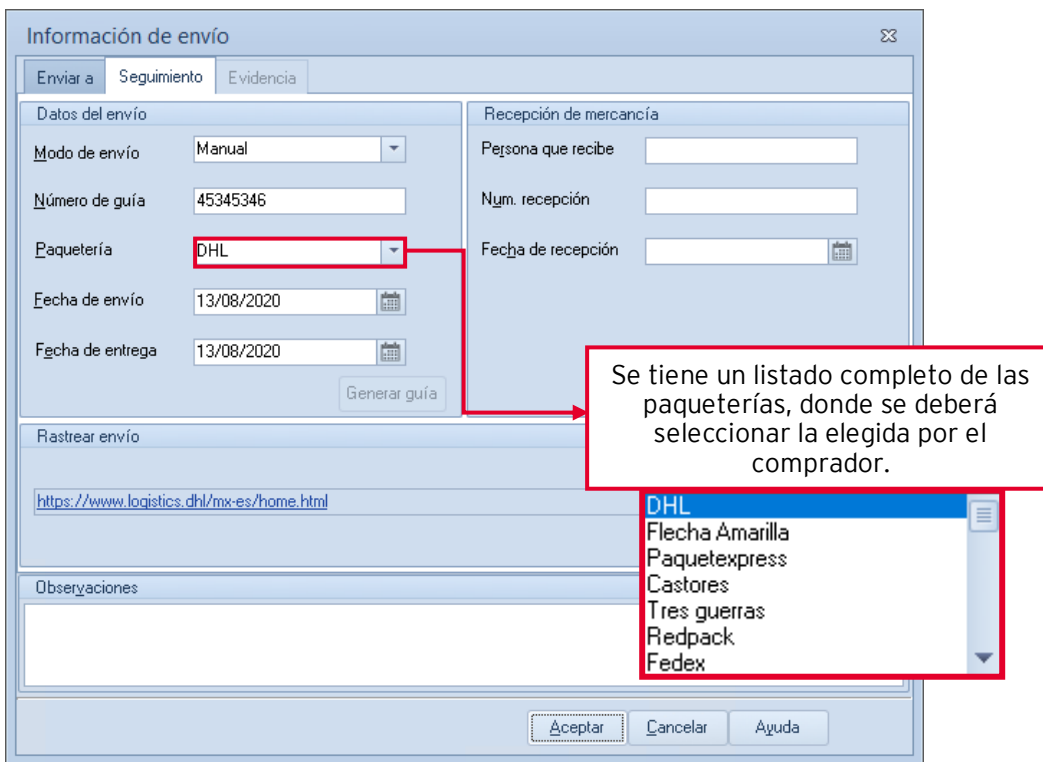 Información de envío
Enviar a
Seguimiento
Evidencia
Datos del envío
Modo de envío
Manual
Número de guía
45345346
Paquetería
DHL
Fecha de envío
13/08/2020
Fecha de entrega
13/08/2020
Generar guía
Recepción de mercancía
Persona que recibe
Num. recepción
Fecha de recepción
Se tiene un listado completo de las
paqueterías, donde se deberá
seleccionar la elegida por el
comprador.
Rastrear envío
https://www.logistics.dhl/mx-es/home.html
DHL
Flecha Amarilla
Paquetexpress
Castores
Tres guerras
Redpack
Fedex
Observaciones
Aceptar
Cancelar
Ayuda